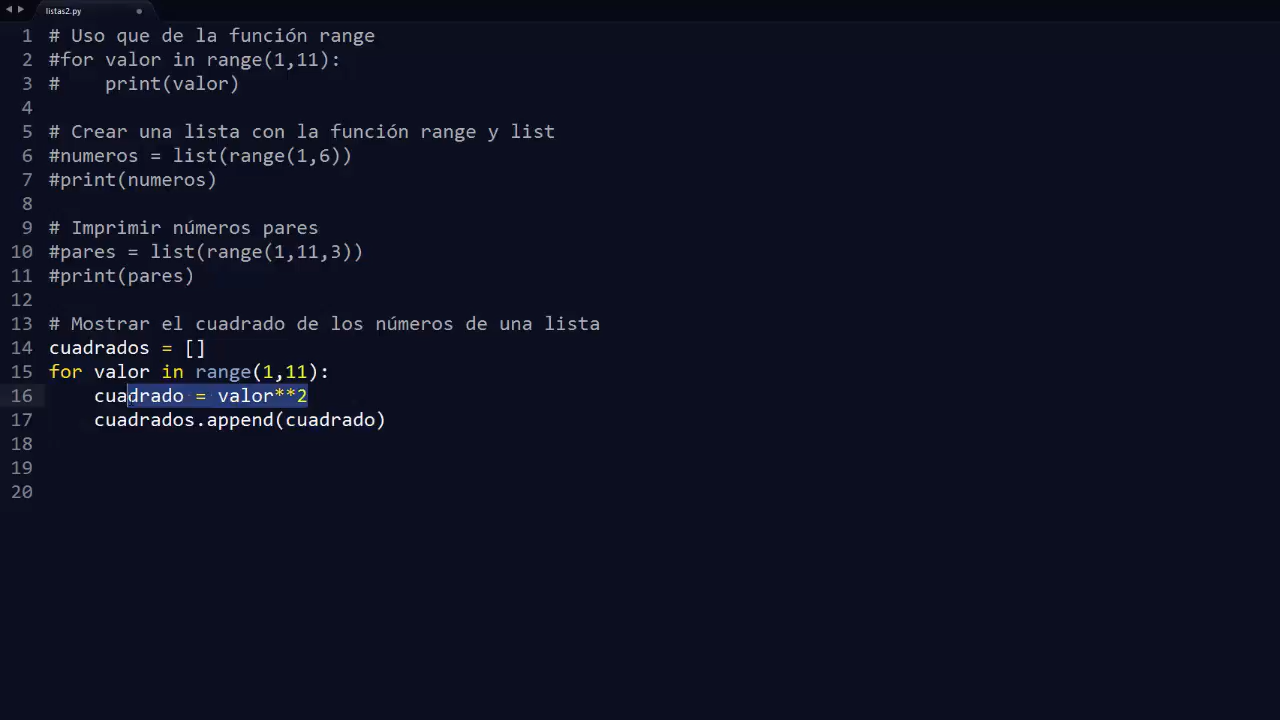 listas2.py
1 # Uso que de la función range
2 #for valor in range(1,11):
3 #    print(valor)
4
5 # Crear una lista con la función range y list
6 #numeros = list(range(1,6))
7 #print(numeros)
8
9 # Imprimir números pares
10 #pares = list(range(1,11,3))
11 #print(pares)
12
13 # Mostrar el cuadrado de los números de una lista
14 cuadrados = []
15 for valor in range(1,11):
16     cuadrado = valor**2
17     cuadrados.append(cuadrado)
18
19
20